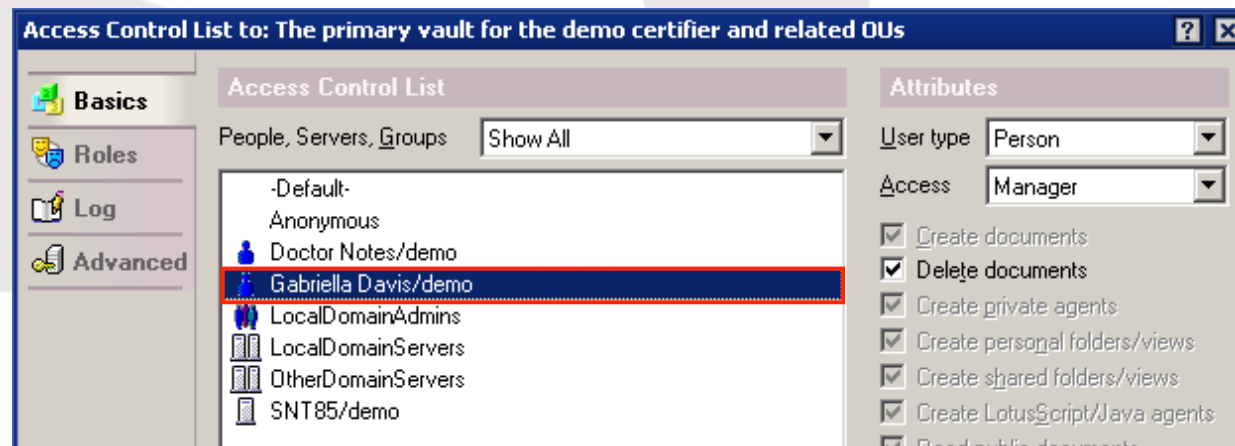 Access Control List to: The primary vault for the demo certifier and related OUs
Basics
Roles
Log
Advanced
Access Control List
People, Servers, Groups Show All
-Default-
Anonymous
Doctor Notes/demo
Gabriella Davis/demo
LocalDomainAdmins
LocalDomainServers
OtherDomainServers
SNT85/demo
Attributes
User type Person
Access Manager
Create documents
Delete documents
Create private agents
Create personal folders/views
Create shared folders/views
Create LotusScript/Java agents
Read public documents